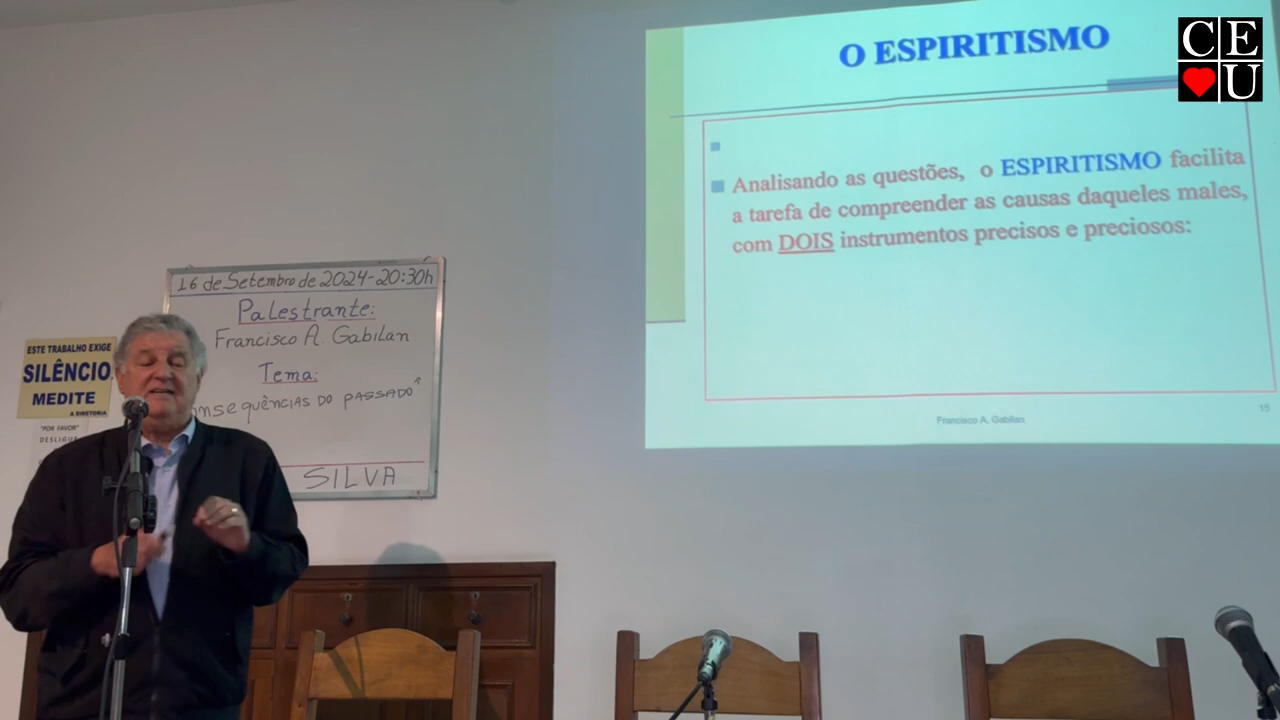 CE
U
O ESPIRITISMO
Analisando as questões, o ESPIRITISMO facilita
a tarefa de compreender as causas daqueles males,
com DOIS instrumentos precisos e preciosos:
Francisco A. Gabilan
15
16 de Setembro de 2024-20:30h
Palestrante:
Francisco A. Gabilan
Tema:
DO PASSADO"
SILVA
ESTE TRABALHO EXIGE
SILÊNCIO
MEDITE
A DIRETORIA
"POR FAVOR"
DESLIGUE